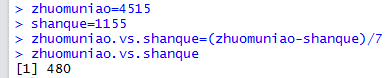 > zhuomuniao=4515
> shanque=1155
> zhuomuniao.vs.shanque=(zhuomuniao-shanque)/7
> zhuomuniao.vs.shanque
[1] 480